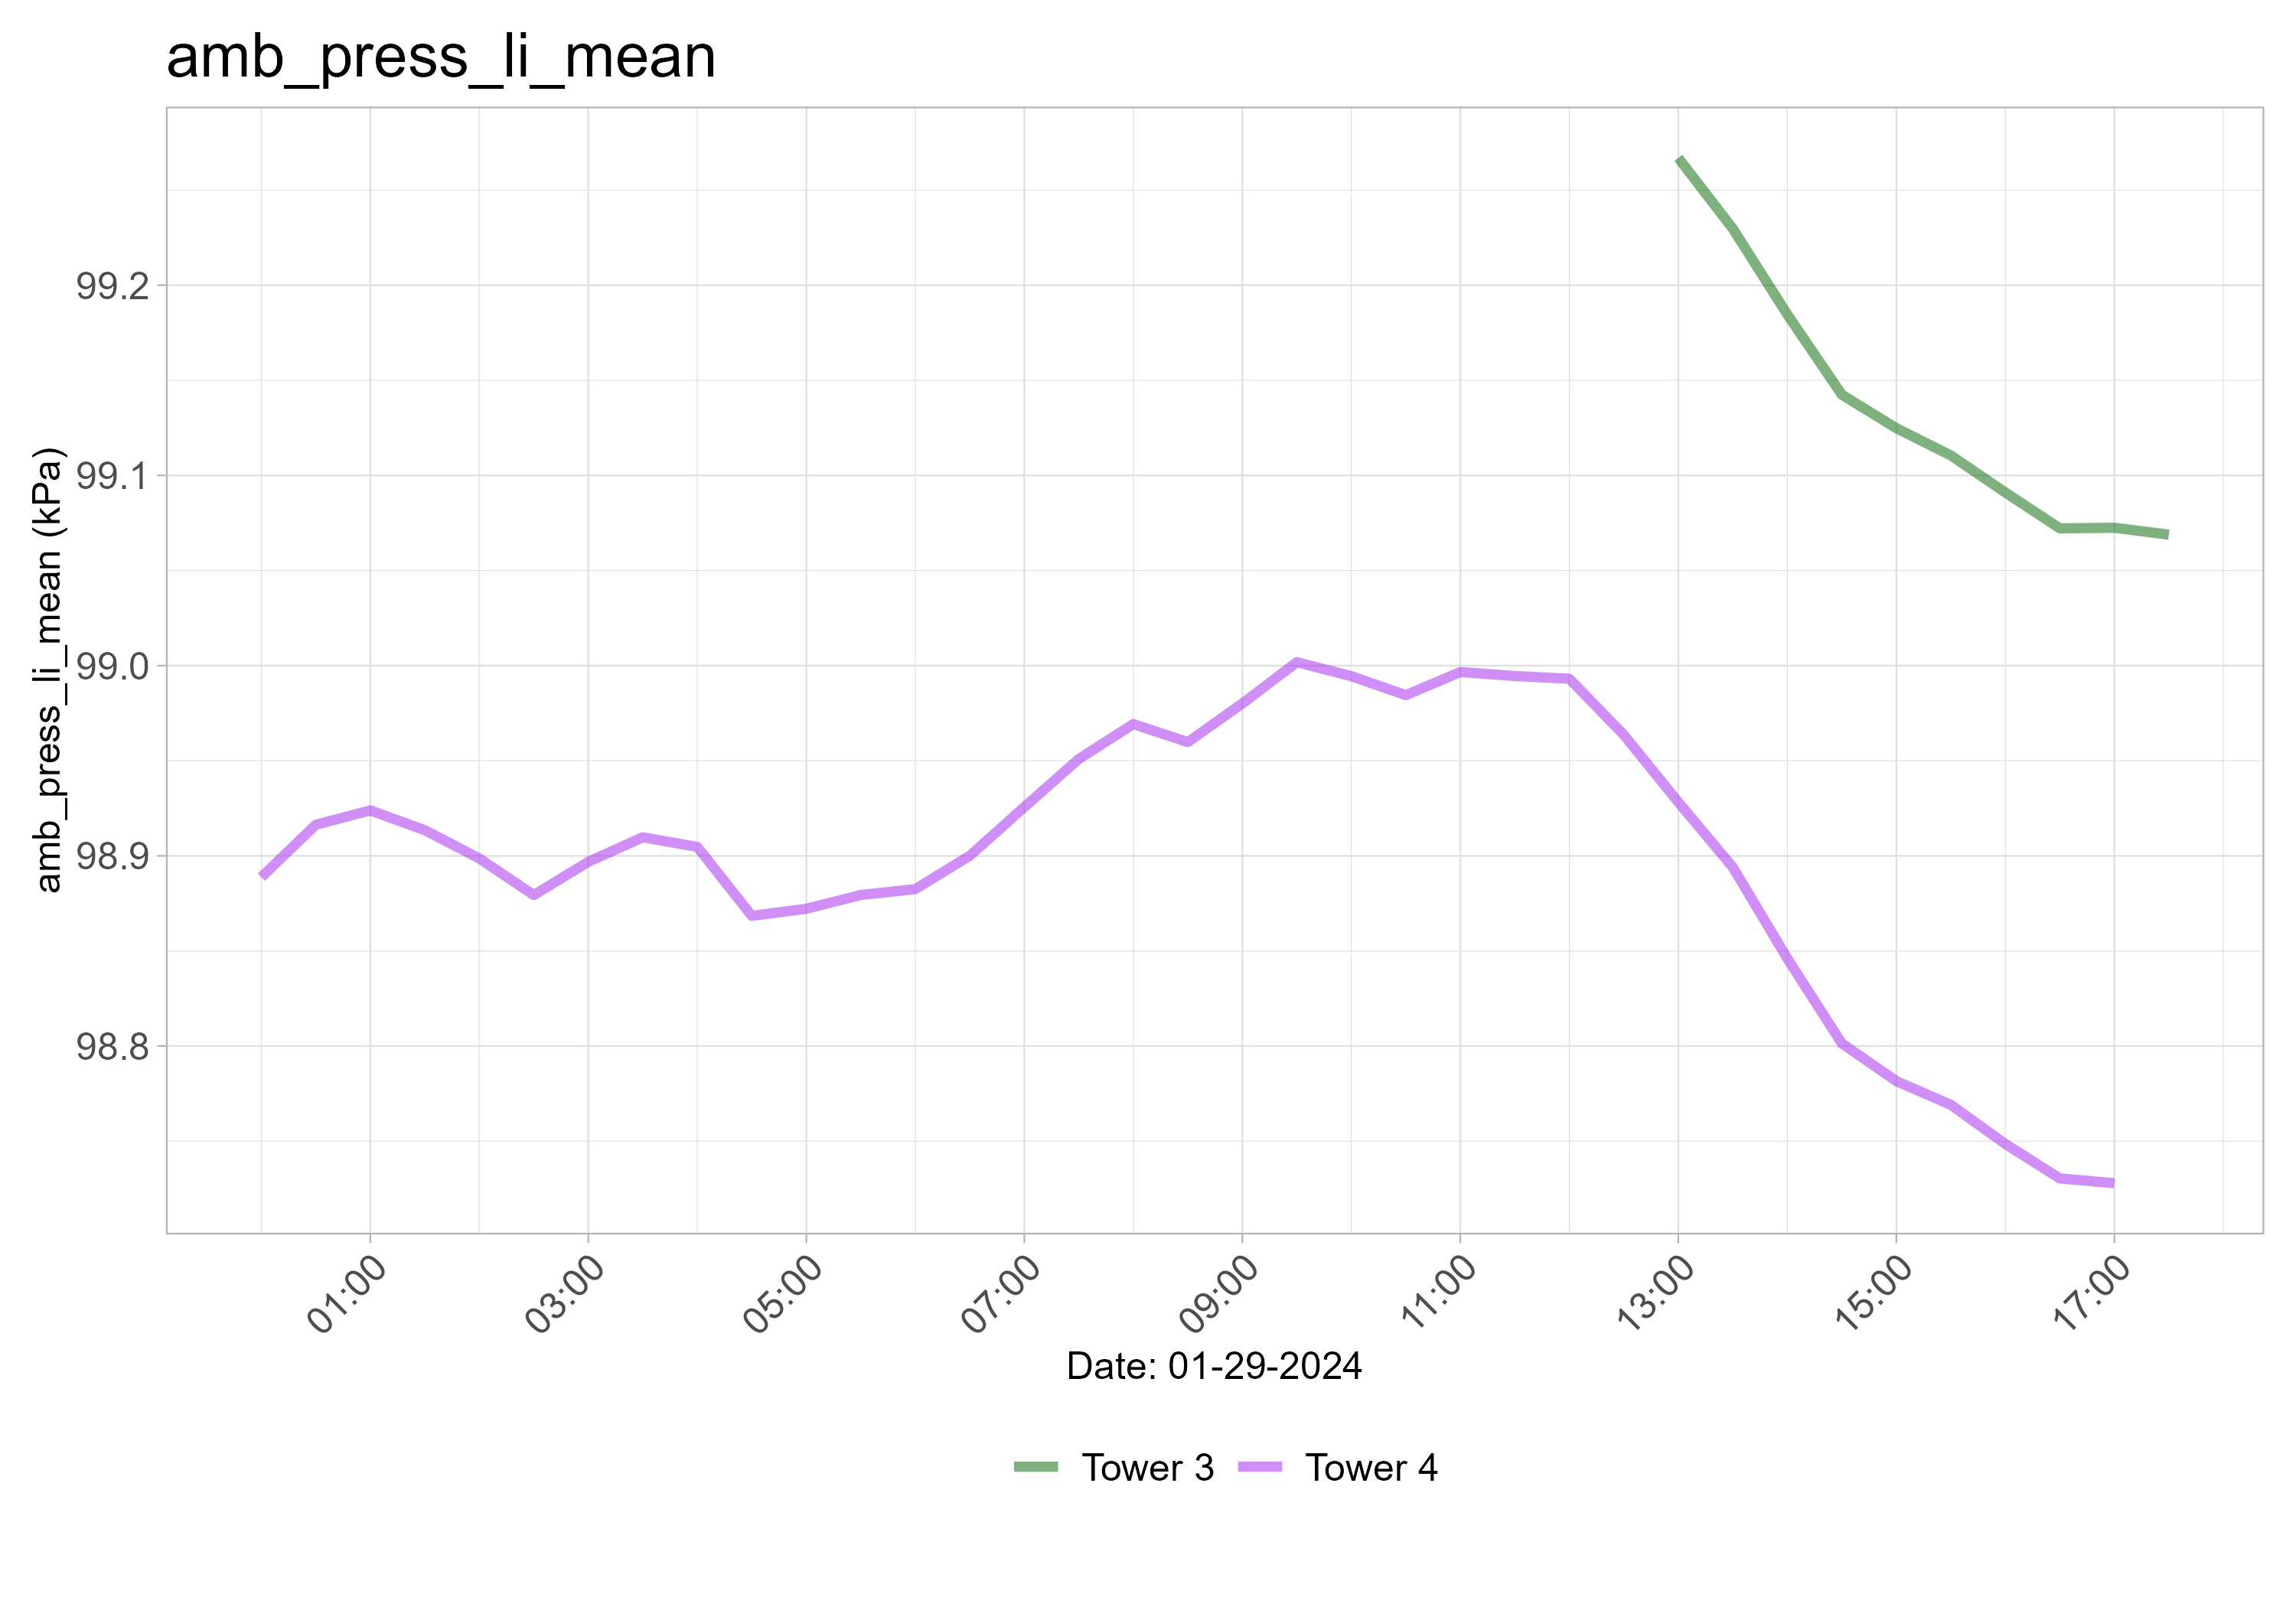 amb_press_li_mean
amb_press_li_mean (kPa)
99.2
99.1
99.0
98.9
98.8
01:00
03:00
05:00
07:00
09:00
11:00
13:00
15:00
17:00
Date: 01-29-2024
Tower 3
Tower 4